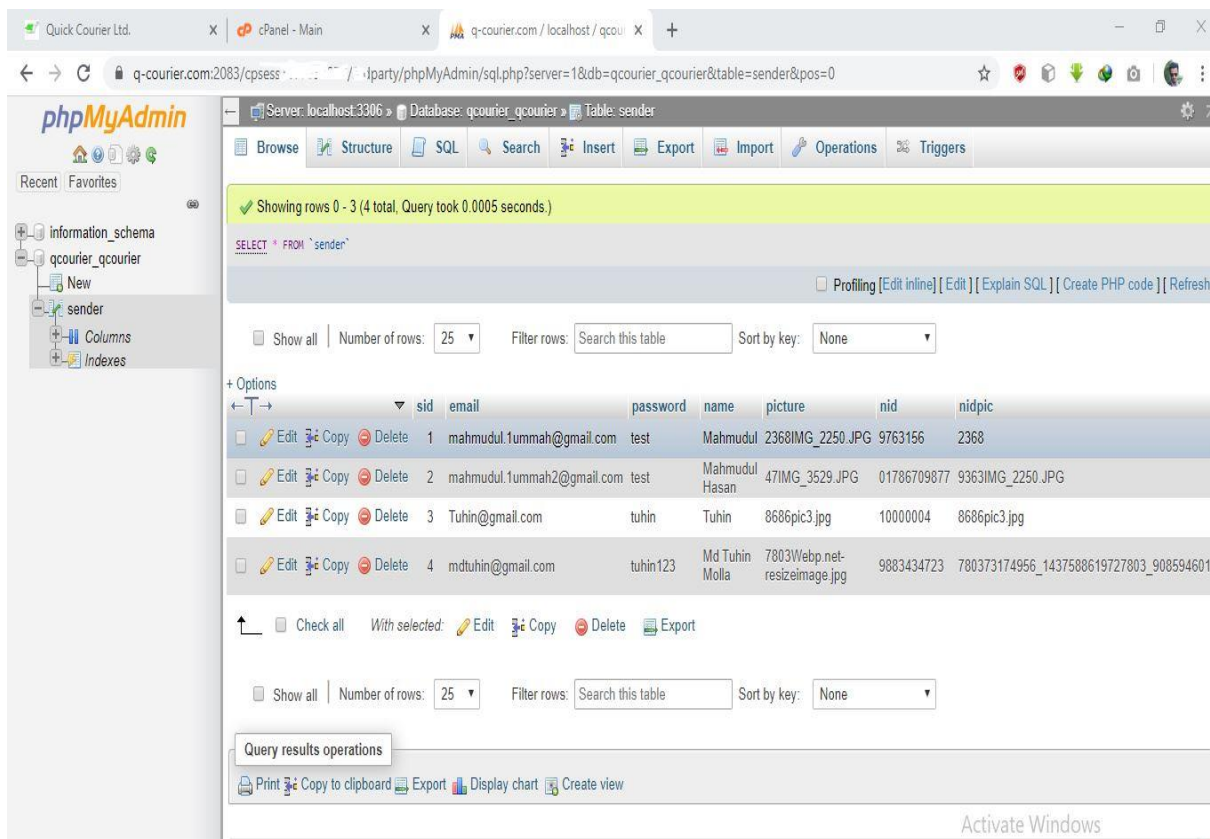 Quick Courier Ltd.
cPanel - Main
q-courier.com / localhost / qcou
q-courier.com:2083/cpsess
dparty/phpMyAdmin/sql.php?server=1&db=qcourier_qcourier&table=sender&pos=0
phpMyAdmin
Recent Favorites
information_schema
qcourier_qcourier
New
sender
Columns
Indexes
Server: localhost:3306 » Database: qcourier_qcourier » Table: sender
Browse Structure SQL Search Insert Export Import Operations Triggers
Showing rows 0 - 3 (4 total, Query took 0.0005 seconds.)
SELECT * FROM `sender`
Profiling [Edit inline] [ Edit ] [ Explain SQL ] [ Create PHP code ] [ Refresh
Show all | Number of rows: 25 Filter rows: Search this table Sort by key: None
+ Options
←T→ sid email password name picture nid nidpic
Edit Copy Delete 1 mahmudul.1ummah@gmail.com test Mahmudul 2368IMG_2250.JPG 9763156 2368
Edit Copy Delete 2 mahmudul.1ummah2@gmail.com test Mahmudul Hasan 47IMG_3529.JPG 01786709877 9363IMG_2250.JPG
Edit Copy Delete 3 Tuhin@gmail.com tuhin Tuhin 8686pic3.jpg 10000004 8686pic3.jpg
Edit Copy Delete 4 mdtuhin@gmail.com tuhin123 Md Tuhin Molla 7803Webp.net-resizeimage.jpg 9883434723 780373174956_1437588619727803_908594601
Check all With selected: Edit Copy Delete Export
Show all | Number of rows: 25 Filter rows: Search this table Sort by key: None
Query results operations
Print Copy to clipboard Export Display chart Create view
Activate Windows